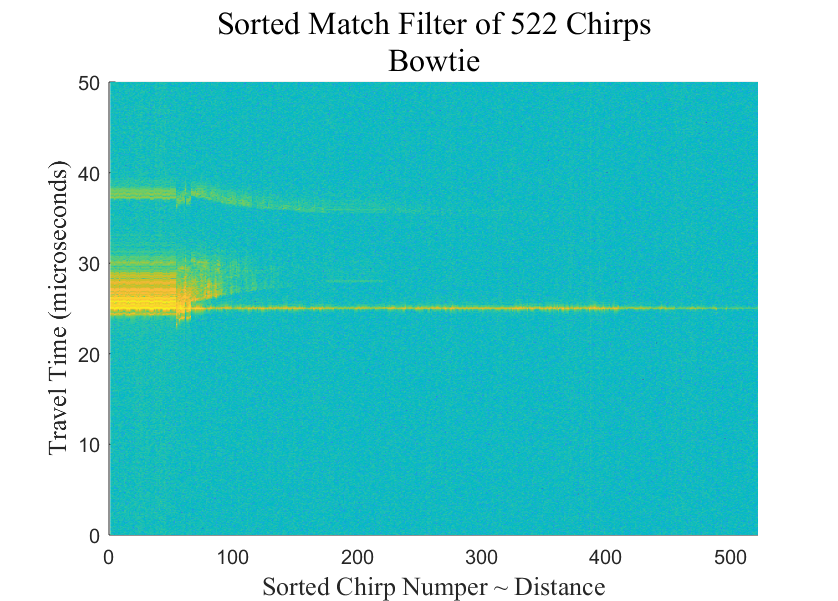 Sorted Match Filter of 522 Chirps
Bowtie
50
40
30
20
10
0
Travel Time (microseconds)
0 100 200 300 400 500
Sorted Chirp Numper ~ Distance